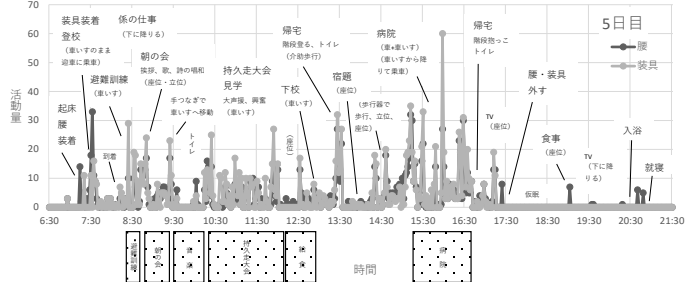 5日目
腰
装具
活動量
70
60
50
40
30
20
10
0
装具装着
登校
(車いすのまま
迎車に乗車)
係の仕事
(下に降りる)
避難訓練
(車いす)
朝の会
挨拶、歌、詩の唱和
(座位・立位)
手つなぎで
車いすへ移動
トイレ
起床
腰
装着
到着
持久走大会
見学
大声援、興奮
(車いす)
帰宅
階段登る、トイレ
(介助歩行)
下校
(車いす)
(座位)
宿題
(座位)
(歩行器で
歩行、立位、
座位)
病院
(車⇔車いす)
(車いすから降
りて乗車)
帰宅
階段抱っこ
トイレ
TV
(座位)
腰・装具
外す
仮眠
食事
(座位)
TV
(下に降
りる)
入浴
就寝
6:30 7:30 8:30 9:30 10:30 11:30 12:30 13:30 14:30 15:30 16:30 17:30 18:30 19:30 20:30 21:30
避難訓練
朝の会
持久走大会
給食
病院
時間